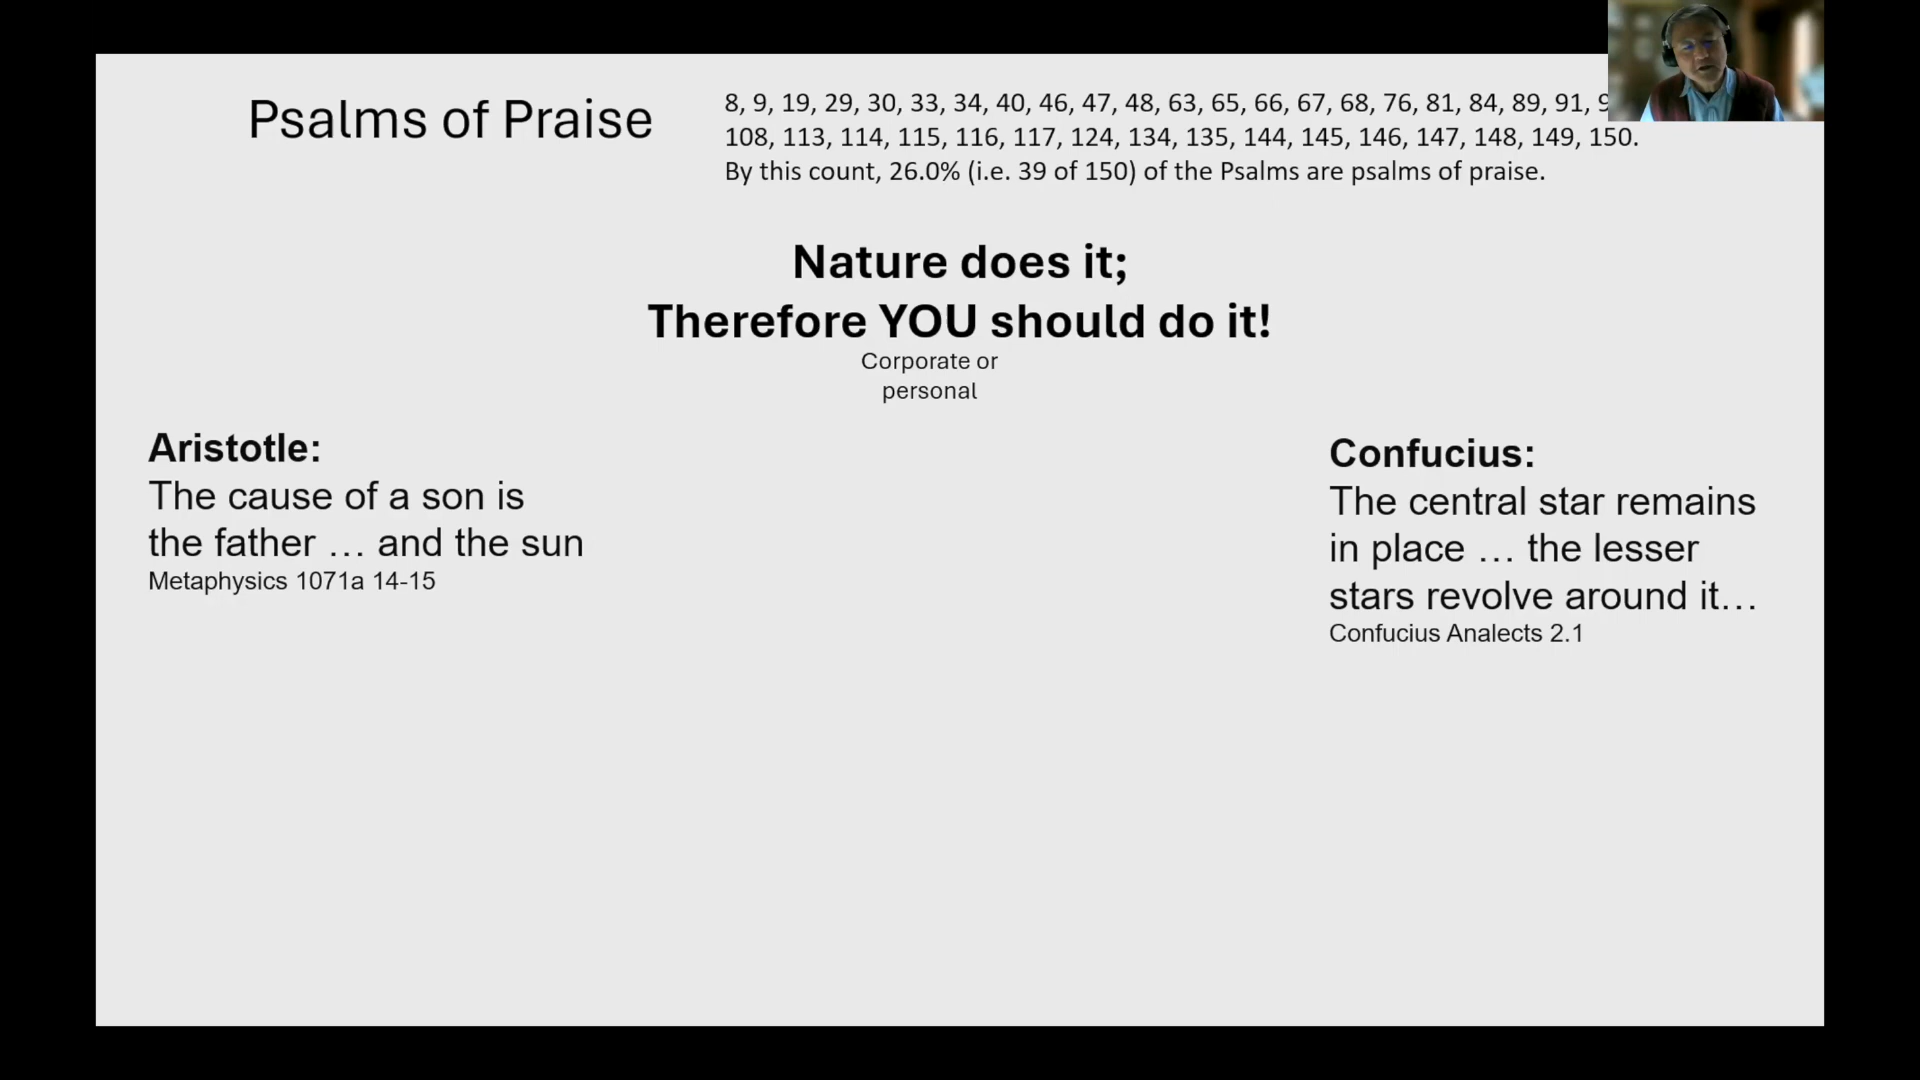 Psalms of Praise
8, 9, 19, 29, 30, 33, 34, 40, 46, 47, 48, 63, 65, 66, 67, 68, 76, 81, 84, 89, 91,
108, 113, 114, 115, 116, 117, 124, 134, 135, 144, 145, 146, 147, 148, 149, 150.
By this count, 26.0% (i.e. 39 of 150) of the Psalms are psalms of praise.
Nature does it;
Therefore YOU should do it!
Corporate or
personal
Aristotle:
The cause of a son is
the father … and the sun
Metaphysics 1071a 14-15
Confucius:
The central star remains
in place … the lesser
stars revolve around it…
Confucius Analects 2.1